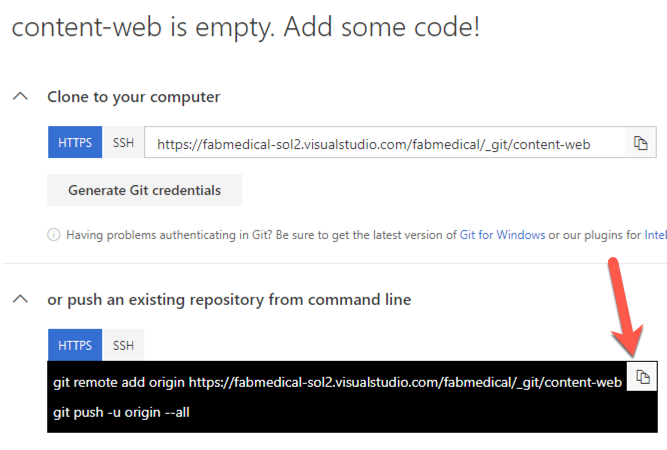 content-web is empty. Add some code!
Clone to your computer
HTTPS SSH https://fabmedical-sol2.visualstudio.com/fabmedical/_git/content-web
Generate Git credentials
Having problems authenticating in Git? Be sure to get the latest version of Git for Windows or our plugins for Intel
or push an existing repository from command line
HTTPS SSH
git remote add origin https://fabmedical-sol2.visualstudio.com/fabmedical/_git/content-web
git push -u origin --all